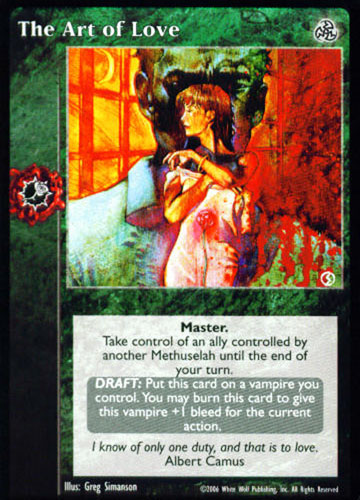 The Art of Love
Master.
Take control of an ally controlled by
another Methuselah until the end of
your turn.
DRAFT: Put this card on a vampire you
control. You may burn this card to give
this vampire +1 bleed for the current
action.
I know of only one duty, and that is to love.
Albert Camus
Illus: Greg Simanson
©2006 White Wolf Publishing, Inc. All Rights Reserved